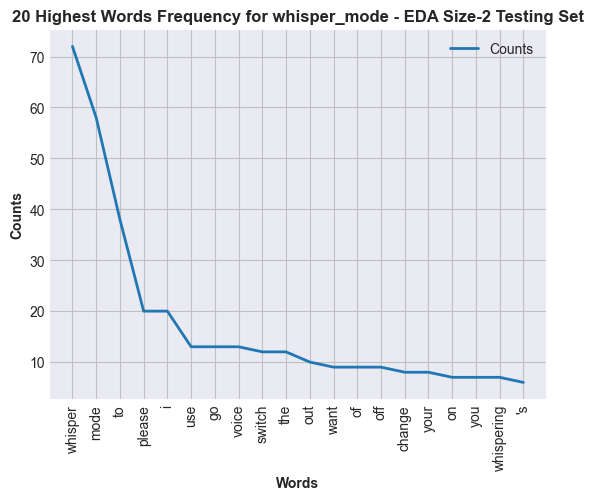 20 Highest Words Frequency for whisper_mode - EDA Size-2 Testing Set
Counts
70
60
50
40
30
20
10
Counts
whisper
mode
to
please
i
use
go
voice
switch
the
out
want
of
off
change
your
on
you
whispering
's
Words